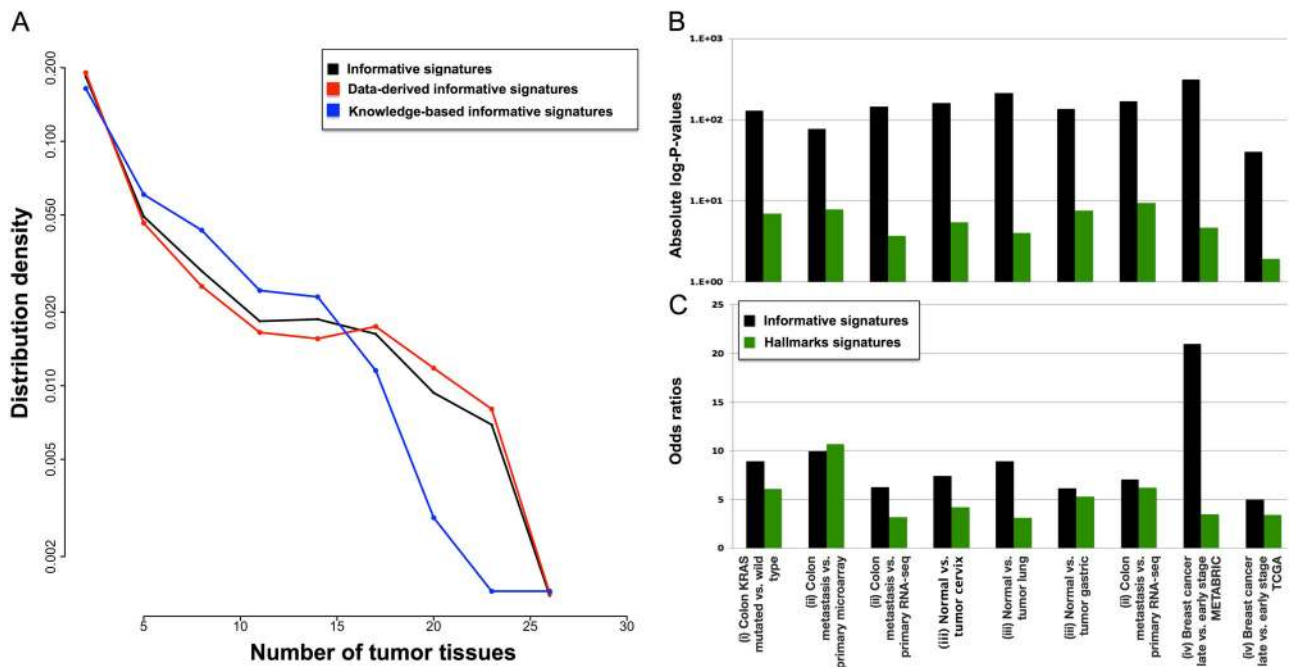 A
Informative signatures
Data-derived informative signatures
Knowledge-based informative signatures
Distribution density
0.200
0.100
0.050
0.020
0.010
0.005
0.002
5
10
15
20
25
30
Number of tumor tissues
B
Absolute log-P-values
1.E+03
1.E+02
1.E+01
1.E+00
C
Informative signatures
Hallmarks signatures
Odds ratios
25
20
15
10
5
0
(i) Colon KRAS
mutated vs. wild
type
(ii) Colon
metastasis vs.
primary microarray
(ii) Colon
metastasis vs.
primary RNA-seq
(iii) Normal vs.
tumor cervix
(iii) Normal vs.
tumor lung
(iii) Normal vs.
tumor gastric
(ii) Colon
metastasis vs.
primary RNA-seq
(iv) Breast cancer
late vs. early stage
METABRIC
(iv) Breast cancer
late vs. early stage
TCGA